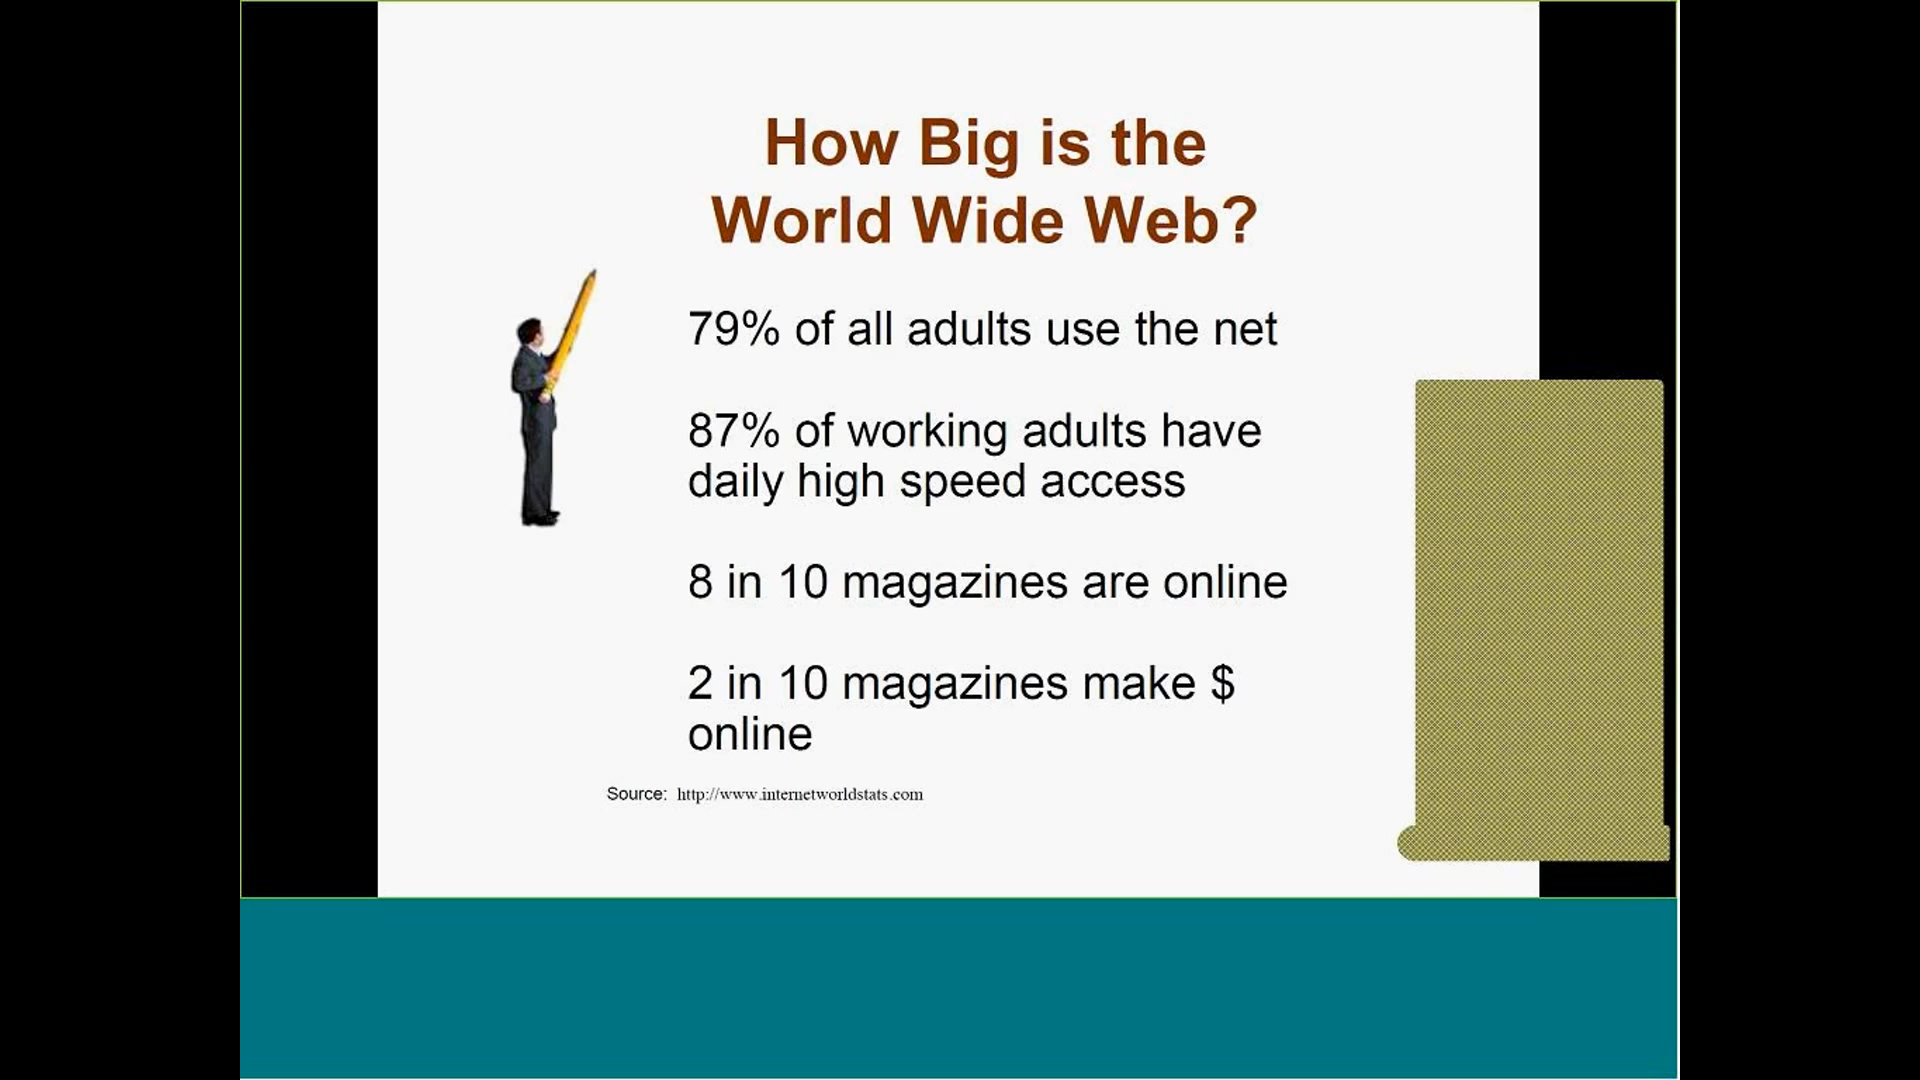 How Big is the
World Wide Web?
79% of all adults use the net
87% of working adults have
daily high speed access
8 in 10 magazines are online
2 in 10 magazines make $
online
Source: http://www.internetworldstats.com